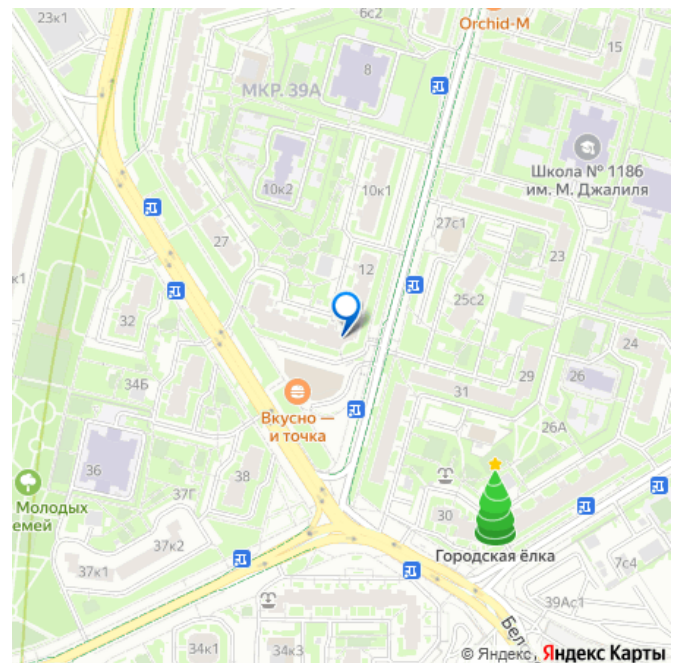 23к1
6с2
Orchid-M
15
8
МКР. 39А
Школа № 1186
им. М. Джалиля
10к2
10к1
27с1
27
23
12
к1
25с2
32
24
29
26
34Б
31
Вкусно —
и точка
26А
36
38
37Г
Молодых
емей
30
37к2
Городская ёлка
37к1
7с4
39Ас1
Бел
34к1
34к3
© Яндекс, Яндекс Карты